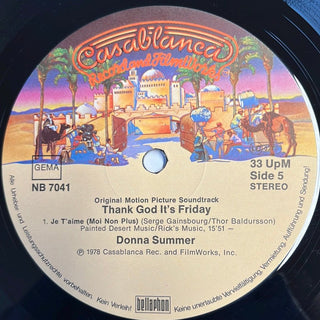 Casablanca
Record and FilmWorks
GEMA
NB 7041
33 UpM
Side 5
STEREO
Original Motion Picture Soundtrack
Thank God It's Friday
1. Je T'aime (Moi Non Plus) (Serge Gainsbourg/Thor Baldursson)
Painted Desert Music/Rick's Music, 15'51 ~
Donna Summer
℗ 1978 Casablanca Rec. and FilmWorks, Inc.
Alle Urheber- und Leistungsschutzrechte vorbehalten. Kein Verleih!
bellaphon
Keine unerlaubte Vervielfältigung, Vermietung,